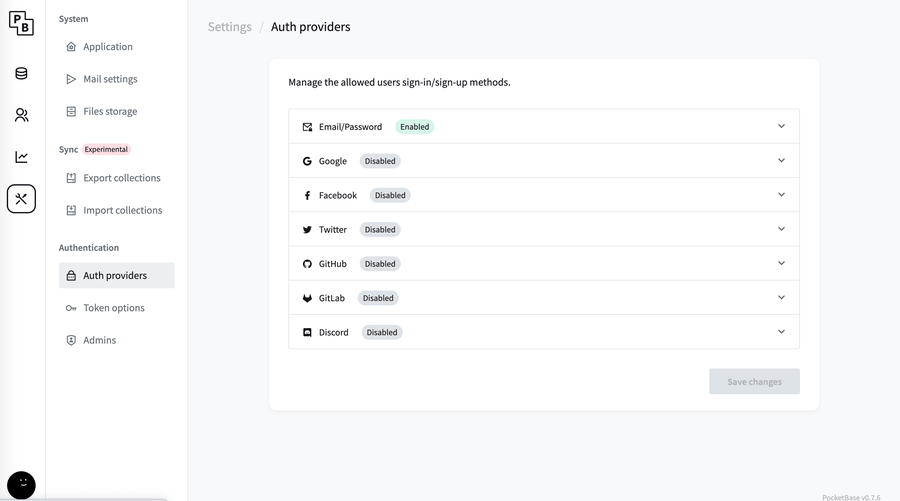 PB
System
Application
Mail settings
Files storage
Sync Experimental
Export collections
Import collections
Authentication
Auth providers
Token options
Admins
Settings / Auth providers
Manage the allowed users sign-in/sign-up methods.
Email/Password Enabled
Google Disabled
Facebook Disabled
Twitter Disabled
GitHub Disabled
GitLab Disabled
Discord Disabled
Save changes
PocketBase v0.7.6